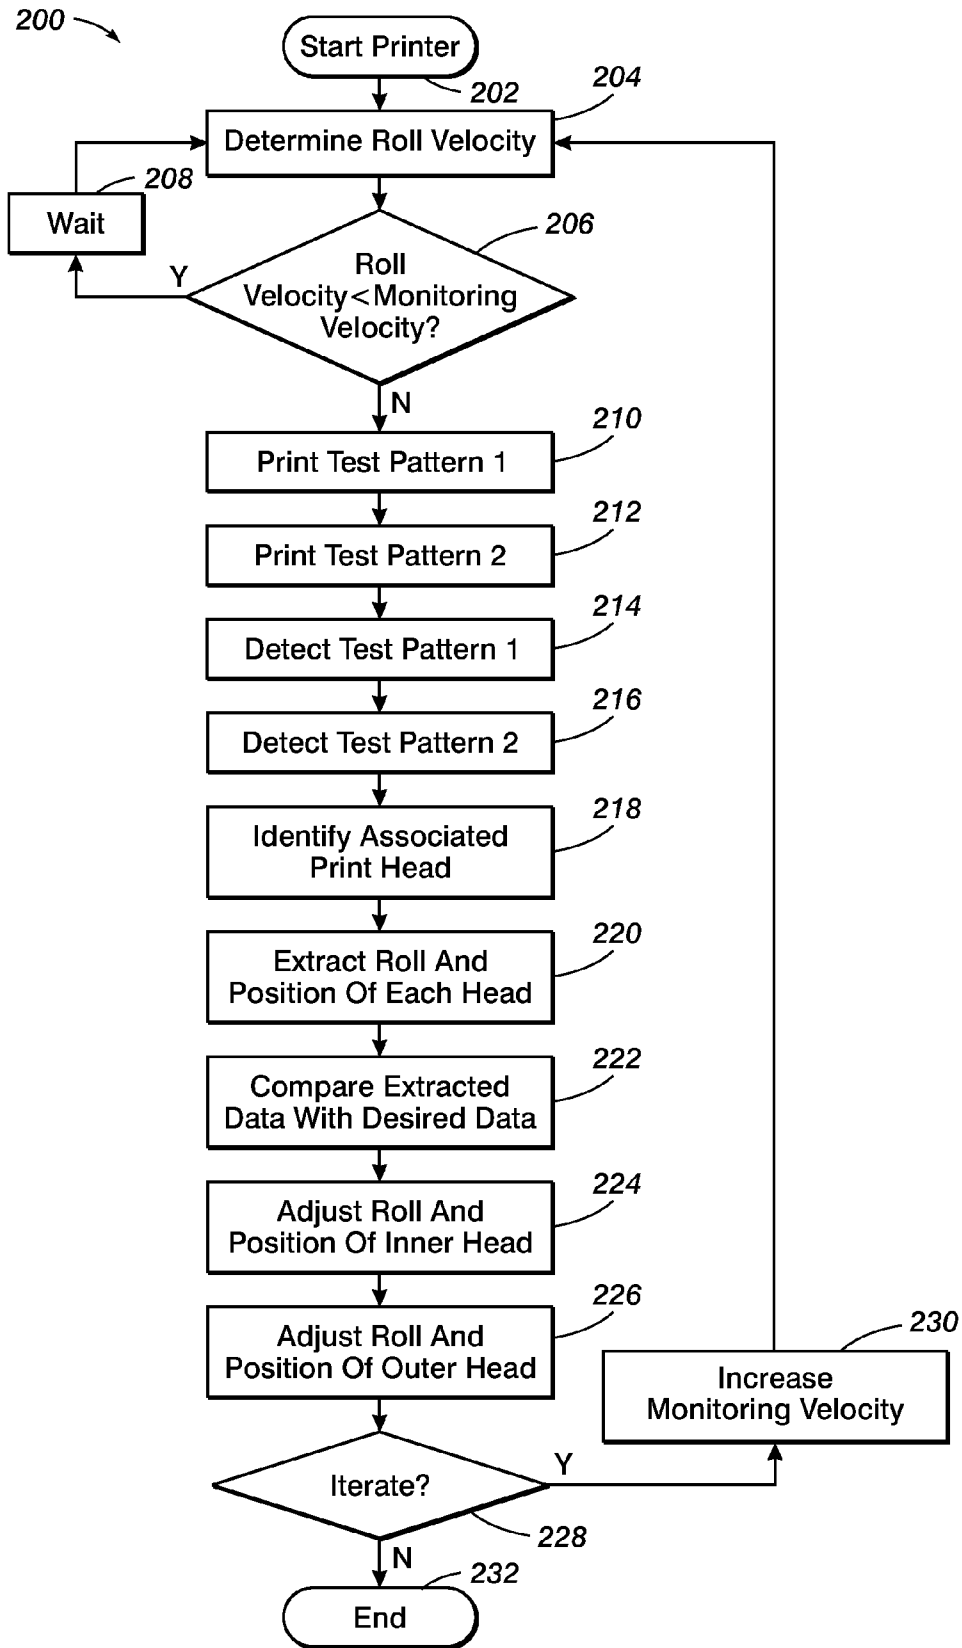 200
Start Printer
202
204
Determine Roll Velocity
208
Wait
206
Y
Roll
Velocity<Monitoring
Velocity?
N
210
Print Test Pattern 1
212
Print Test Pattern 2
214
Detect Test Pattern 1
216
Detect Test Pattern 2
218
Identify Associated
Print Head
220
Extract Roll And
Position Of Each Head
222
Compare Extracted
Data With Desired Data
224
Adjust Roll And
Position Of Inner Head
226
Adjust Roll And
Position Of Outer Head
230
Increase
Monitoring Velocity
Iterate?
Y
228
N
232
End